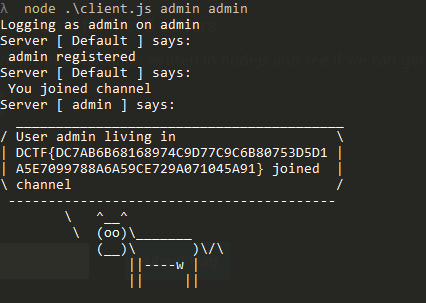 λ  node .\client.js admin admin
Logging as admin on admin
Server [ Default ] says:
 admin registered
Server [ Default ] says:
 You joined channel
Server [ admin ] says:
  _________________________________________
/ User admin living in                    \
| DCTF{DC7AB6B68168974C9D77C9C6B80753D5D1 |
| A5E7099788A6A59CE729A071045A91} joined  |
\ channel                                 /
 -----------------------------------------
        \   ^__^
         \  (oo)\_______
            (__)\       )\/\
                ||----w |
                ||     ||